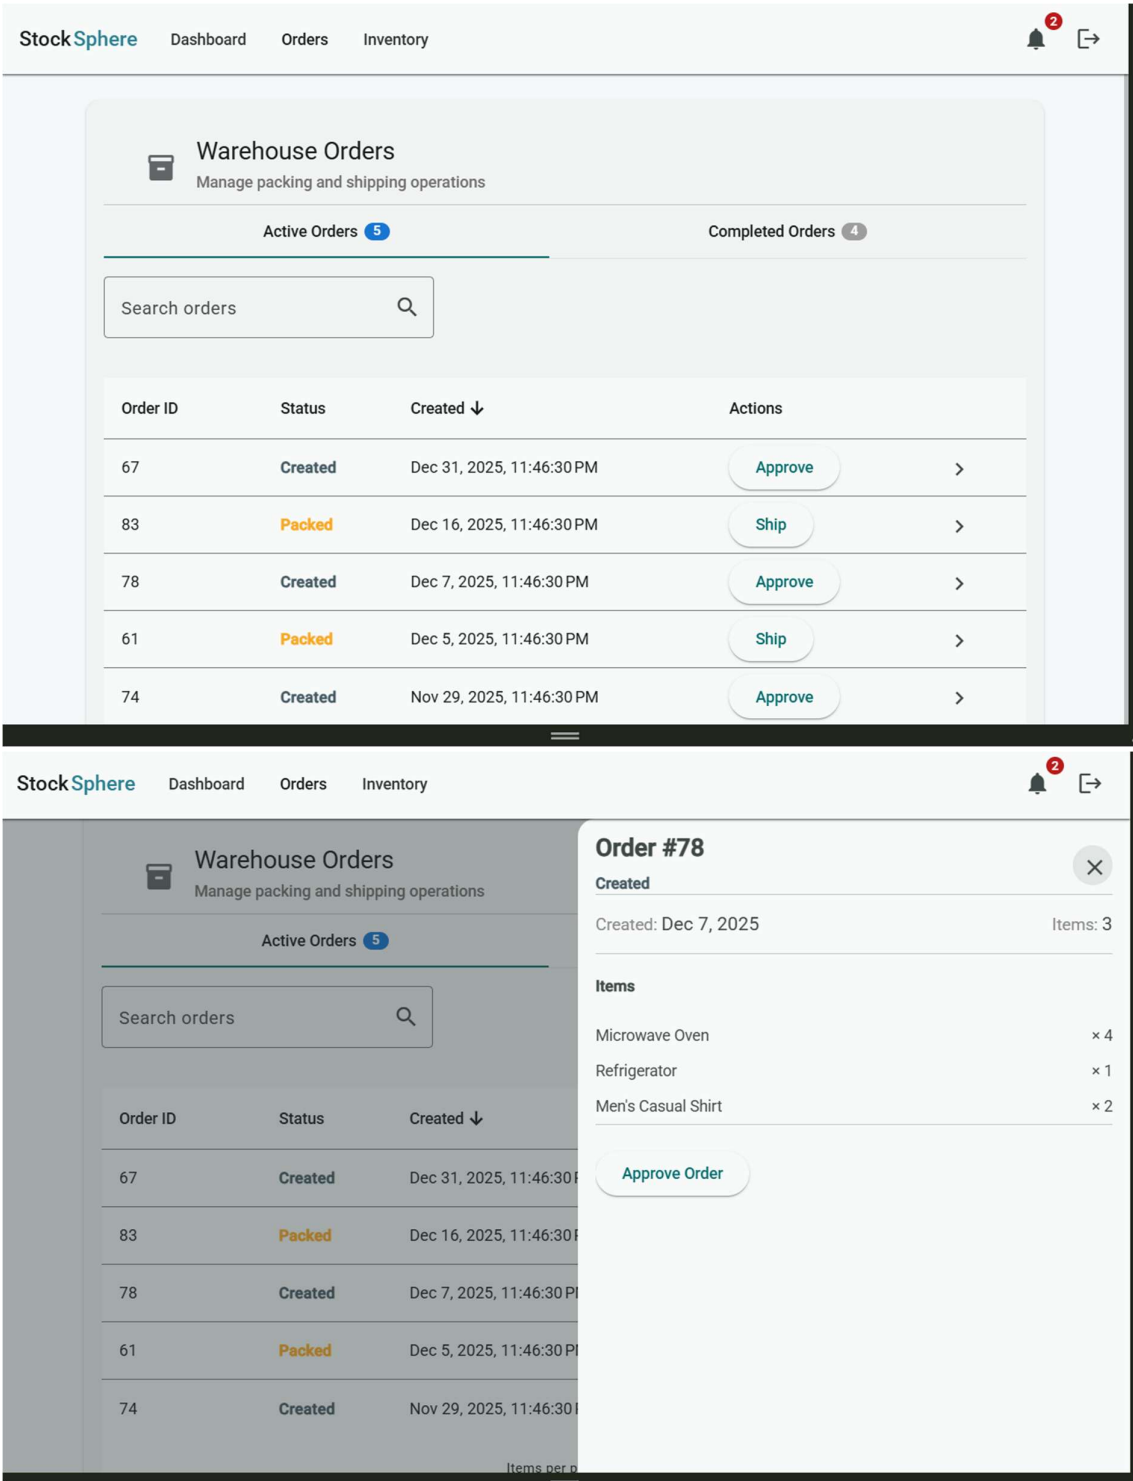 StockSphere Dashboard Orders Inventory 2
Warehouse Orders
Manage packing and shipping operations
Active Orders 5 Completed Orders 4
Search orders
Order ID Status Created Actions
67 Created Dec 31, 2025, 11:46:30 PM Approve
83 Packed Dec 16, 2025, 11:46:30 PM Ship
78 Created Dec 7, 2025, 11:46:30 PM Approve
61 Packed Dec 5, 2025, 11:46:30 PM Ship
74 Created Nov 29, 2025, 11:46:30 PM Approve
StockSphere Dashboard Orders Inventory 2
Warehouse Orders
Manage packing and shipping operations
Active Orders 5
Search orders
Order ID Status Created
67 Created Dec 31, 2025, 11:46:30
83 Packed Dec 16, 2025, 11:46:30
78 Created Dec 7, 2025, 11:46:30 P
61 Packed Dec 5, 2025, 11:46:30 P
74 Created Nov 29, 2025, 11:46:30
Items per p
Order #78
Created
Created: Dec 7, 2025 Items: 3
Items
Microwave Oven × 4
Refrigerator × 1
Men's Casual Shirt × 2
Approve Order